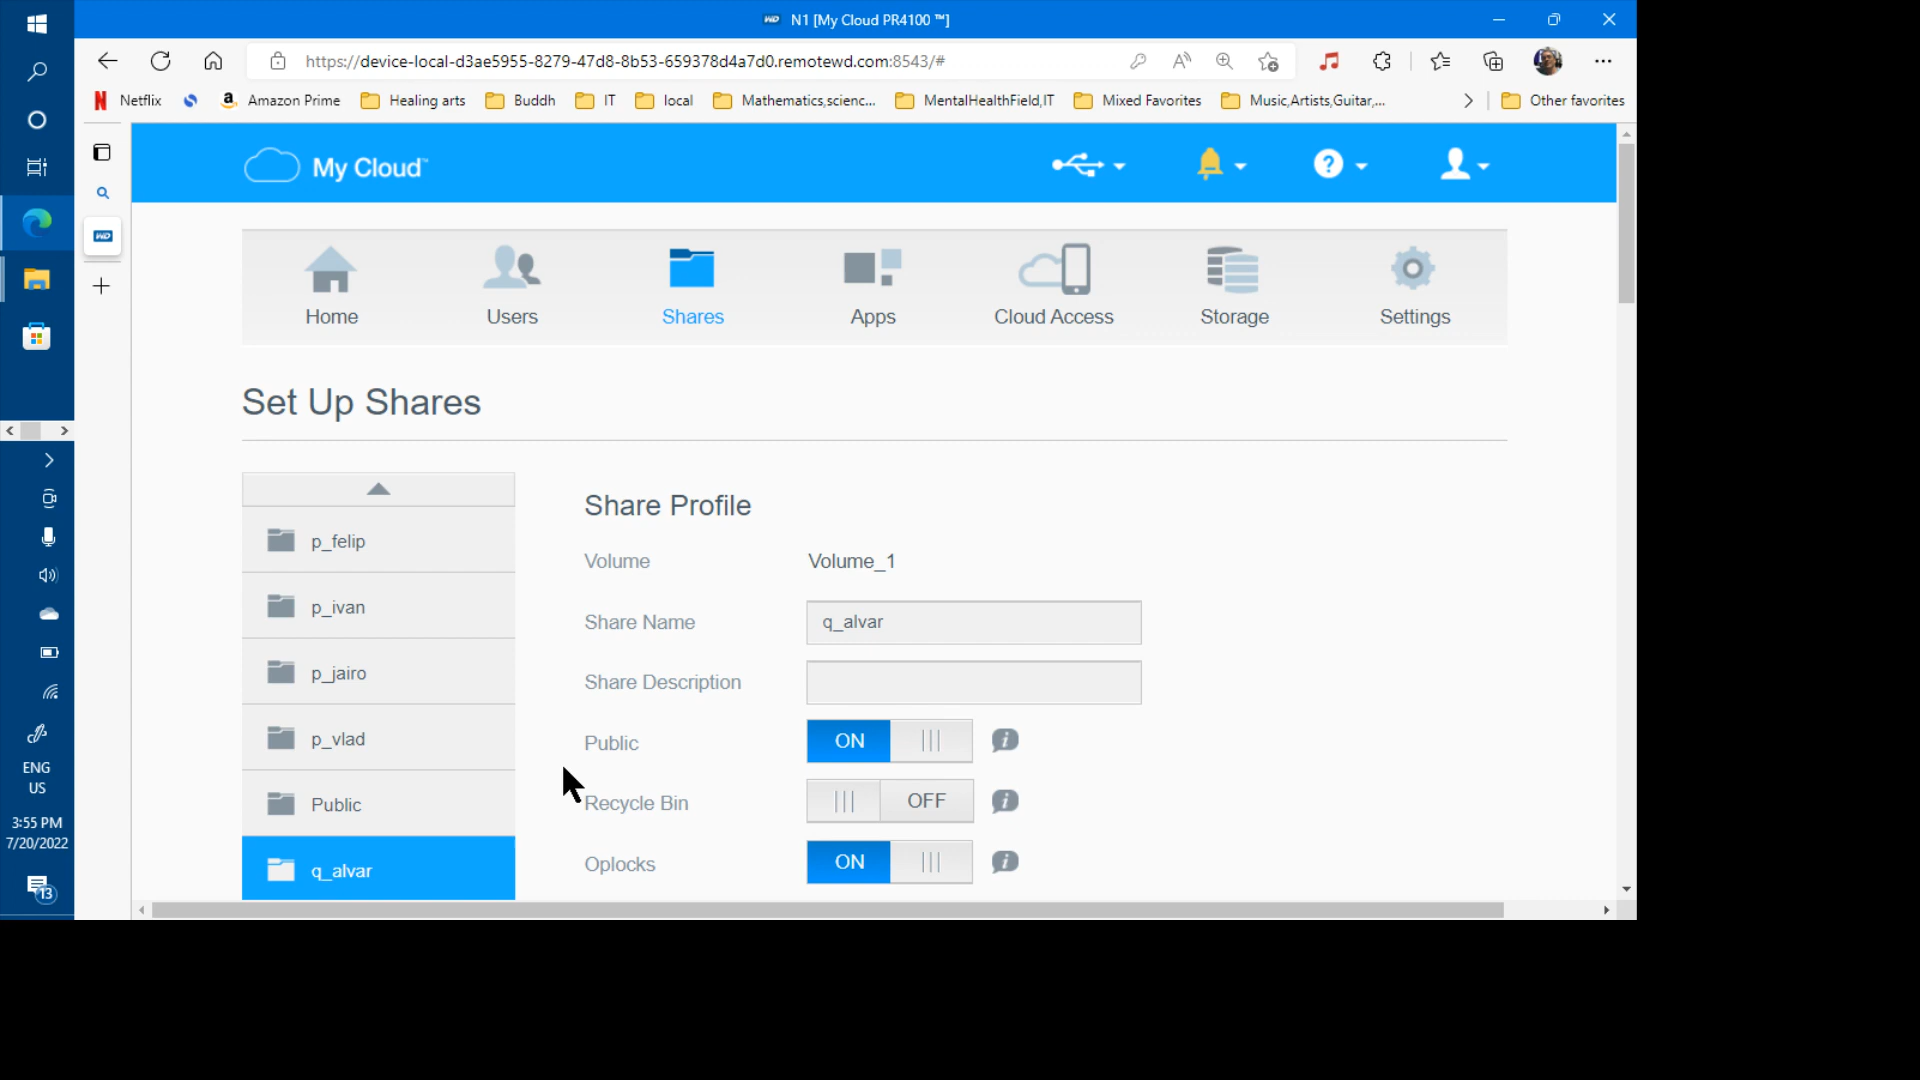 N1 [My Cloud PR4100 ™]
https://device-local-d3ae5955-8279-47d8-8b53-659378d4a7d0.remotewd.com:8543/#
Netflix
Amazon Prime
Healing arts
Buddh
IT
local
Mathematics,scienc...
MentalHealthField,IT
Mixed Favorites
Music,Artists,Guitar,...
Other favorites
My Cloud™
Home
Users
Shares
Apps
Cloud Access
Storage
Settings
Set Up Shares
p_felip
p_ivan
p_jairo
p_vlad
Public
q_alvar
Share Profile
Volume Volume_1
Share Name q_alvar
Share Description
Public ON
Recycle Bin OFF
Oplocks ON
ENG
US
3:55 PM
7/20/2022
13